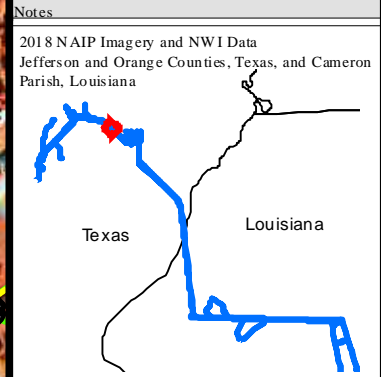 Notes
2018 NAIP Imagery and NWI Data
Jefferson and Orange Counties, Texas, and Cameron
Parish, Louisiana
Louisiana
Texas